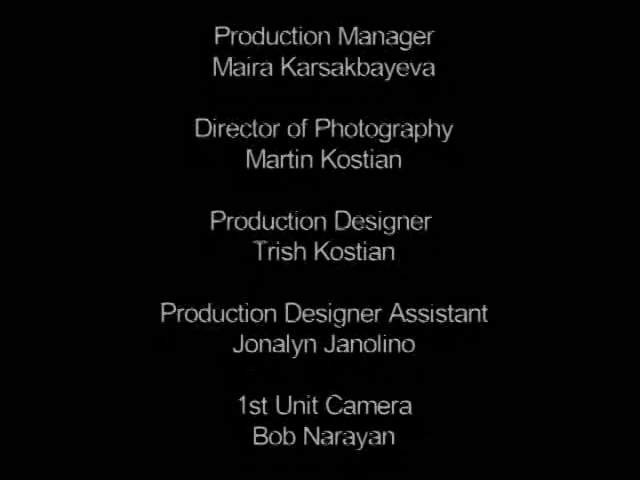 Production Manager
Maira Karsakbayeva
Director of Photography
Martin Kostian
Production Designer
Trish Kostian
Production Designer Assistant
Jonalyn Janolino
1st Unit Camera
Bob Narayan